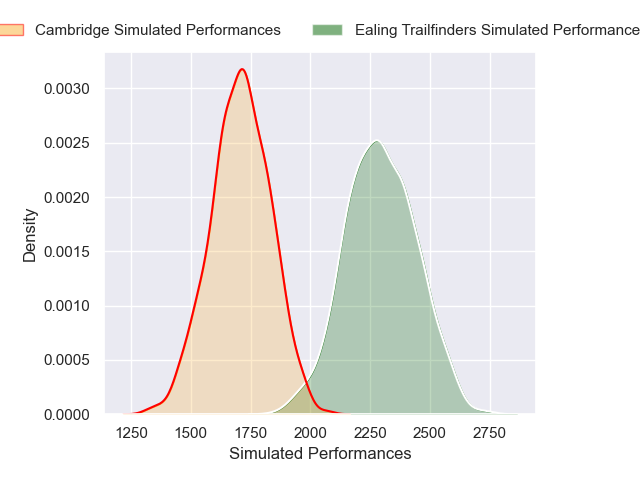 Cambridge Simulated Performances Ealing Trailfinders Simulated Performance
0.0030
0.0025
0.0020
0.0015
0.0010
0.0005
0.0000
Density
1250 1500 1750 2000 2250 2500 2750
Simulated Performances